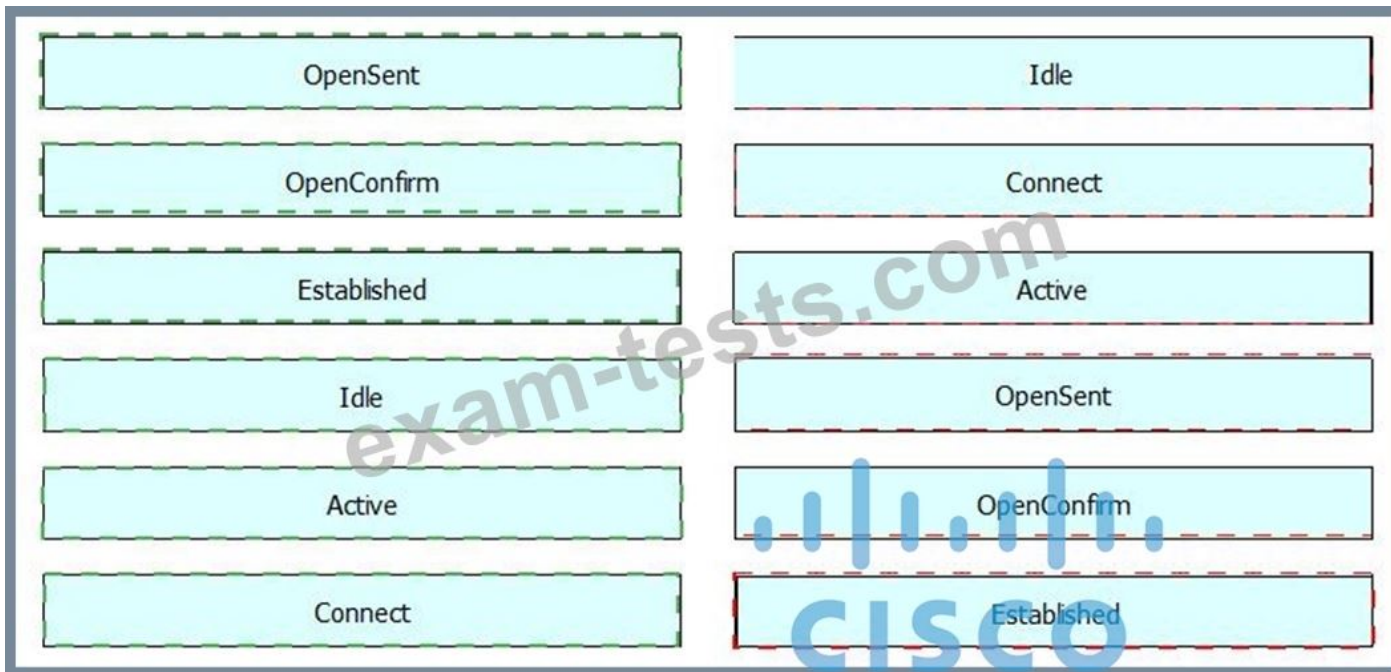 OpenSent
Idle
OpenConfirm
Connect
Established
Active
Idle
OpenSent
Active
OpenConfirm
Connect
Established
exam-tests.com
CISCO